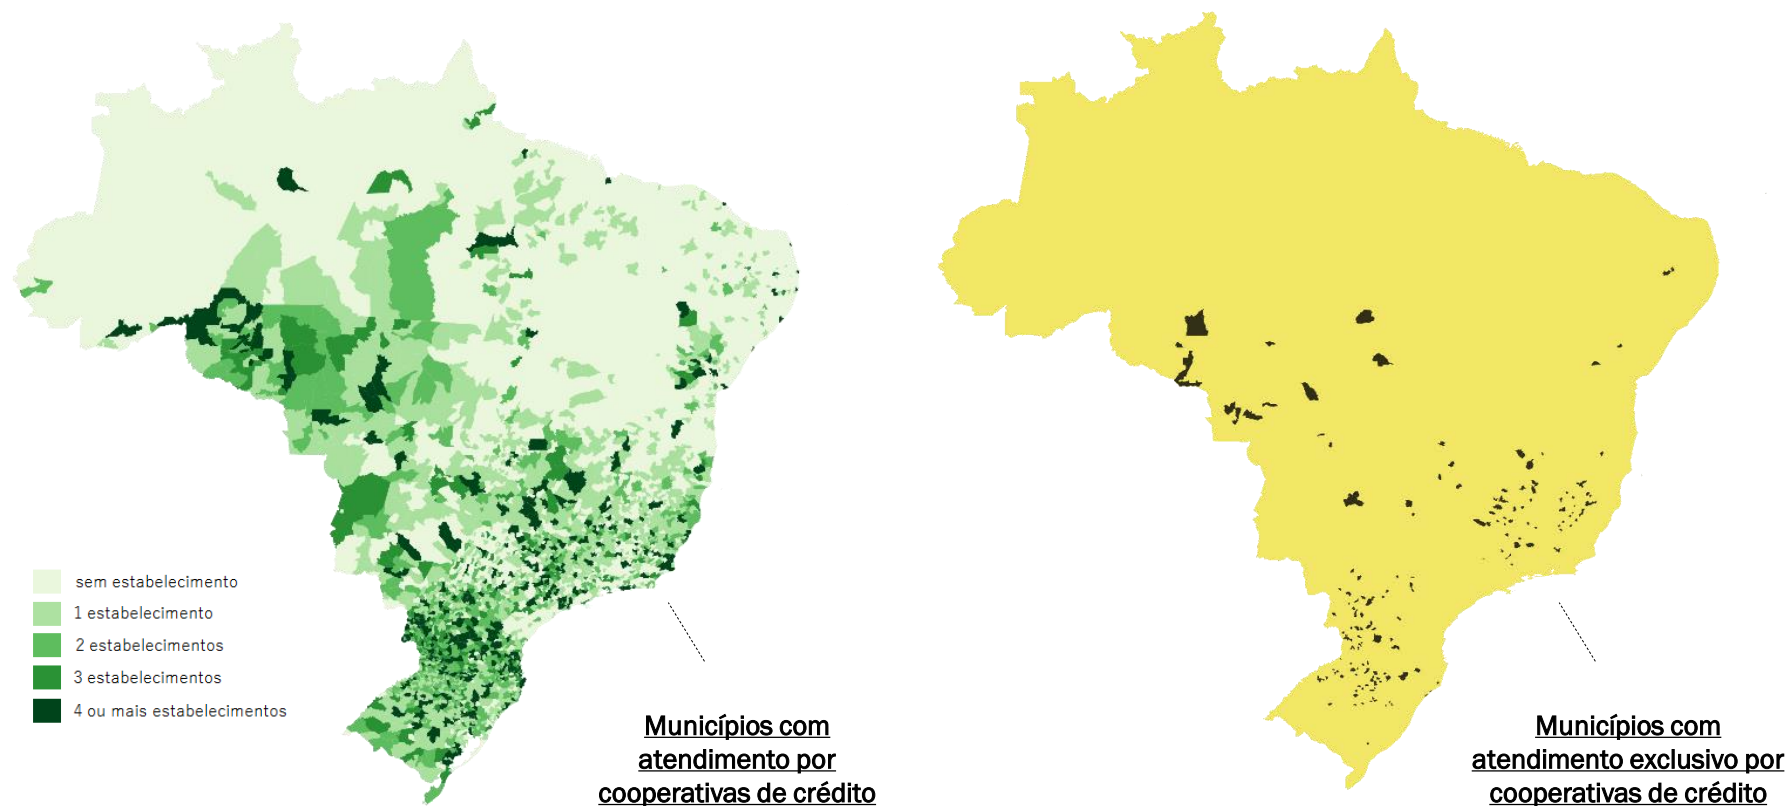 sem estabelecimento
1 estabelecimento
2 estabelecimentos
3 estabelecimentos
4 ou mais estabelecimentos
Municípios com
atendimento por
cooperativas de crédito
Municípios com
atendimento exclusivo por
cooperativas de crédito